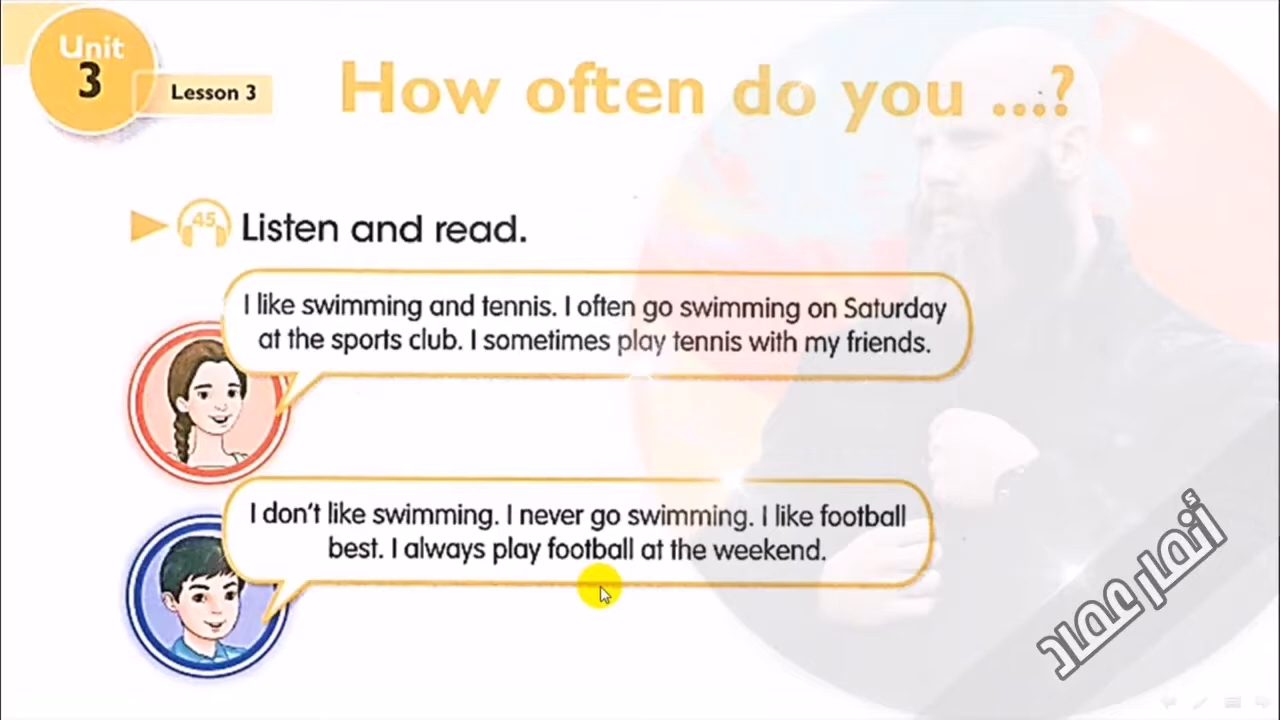 Unit
3
Lesson 3
How often do you ...?
45
Listen and read.
I like swimming and tennis. I often go swimming on Saturday
at the sports club. I sometimes play tennis with my friends.
I don't like swimming. I never go swimming. I like football
best. I always play football at the weekend.
أنمار عماد